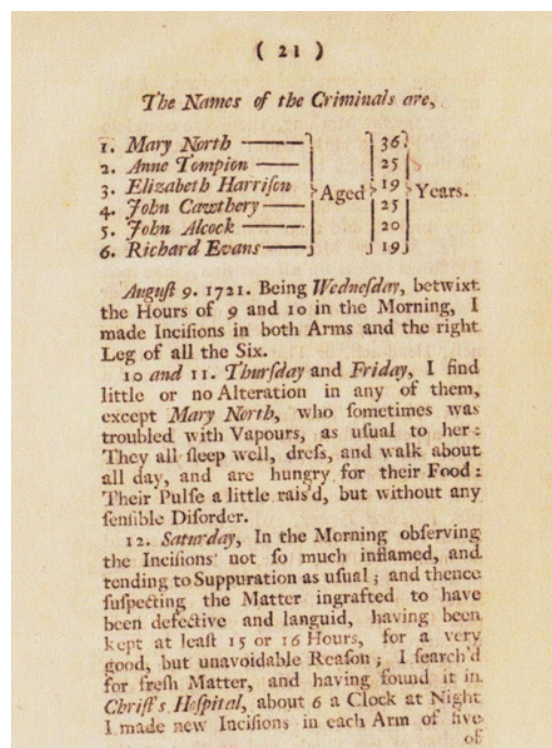 ( 21 )
The Names of the Criminals are,
1. Mary North —— 36
2. Anne Tompion —— 25
3. Elizabeth Harriſon Aged 19 Years.
4. John Cawthery —— 25
5. John Alcock —— 20
6. Richard Evans —— 19
Auguſt 9. 1721. Being Wedneſday, betwixt
the Hours of 9 and 10 in the Morning, I
made Inciſions in both Arms and the right
Leg of all the Six.
10 and 11. Thurſday and Friday, I find
little or no Alteration in any of them,
except Mary North, who ſometimes was
troubled with Vapours, as uſual to her:
They all ſleep well, dreſs, and walk about
all day, and are hungry for their Food:
Their Pulſe a little rais'd, but without any
ſenſible Diſorder.
12. Saturday, In the Morning obſerving
the Inciſions not ſo much inflamed, and
tending to Suppuration as uſual; and thence
ſuſpecting the Matter ingrafted to have
been defective and languid, having been
kept at leaſt 15 or 16 Hours, for a very
good, but unavoidable Reaſon; I ſearch'd
for freſh Matter, and having found it in
Chriſt's Hoſpital, about 6 a Clock at Night
I made new Inciſions in each Arm of five
of